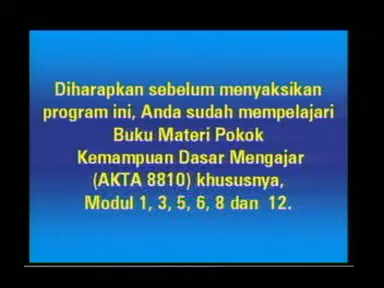 Diharapkan sebelum menyaksikan
program ini, Anda sudah mempelajari
Buku Materi Pokok
Kemampuan Dasar Mengajar
(AKTA 8810) khususnya,
Modul 1, 3, 5, 6, 8 dan 12.